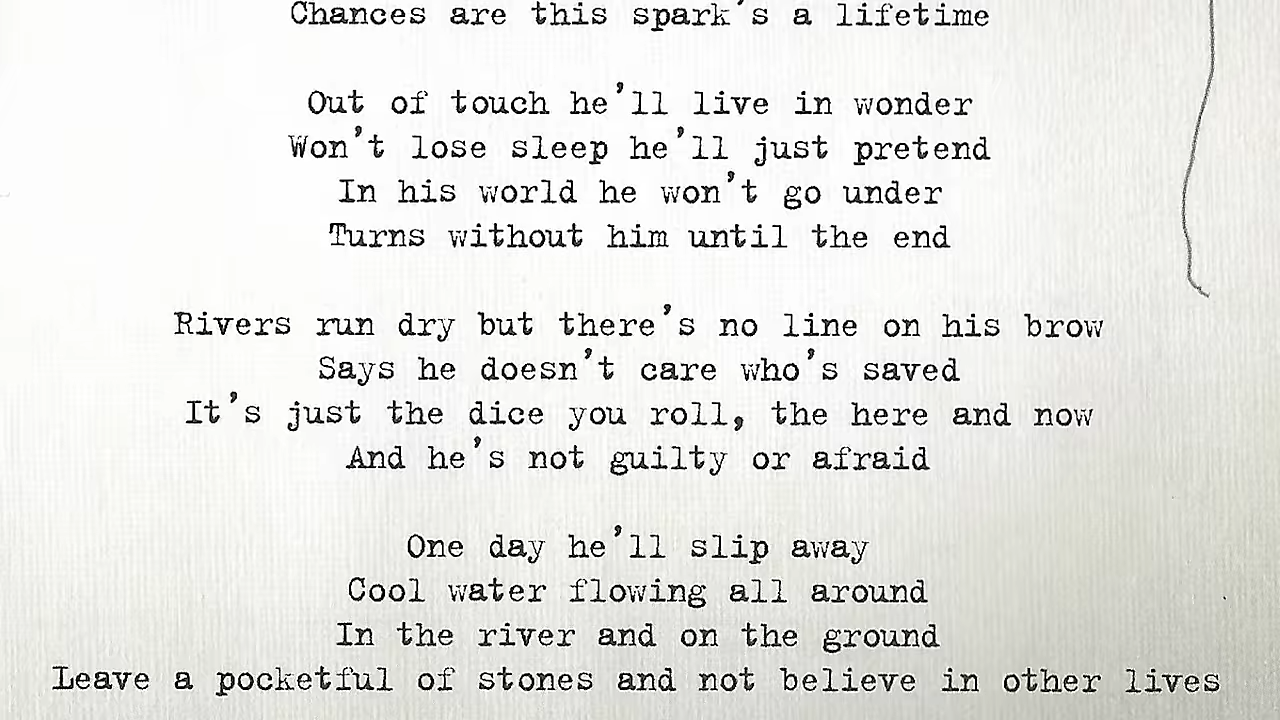 Chances are this spark's a lifetime
Out of touch he'll live in wonder
Won't lose sleep he'll just pretend
In his world he won't go under
Turns without him until the end
Rivers run dry but there's no line on his brow
Says he doesn't care who's saved
It's just the dice you roll, the here and now
And he's not guilty or afraid
One day he'll slip away
Cool water flowing all around
In the river and on the ground
Leave a pocketful of stones and not believe in other lives